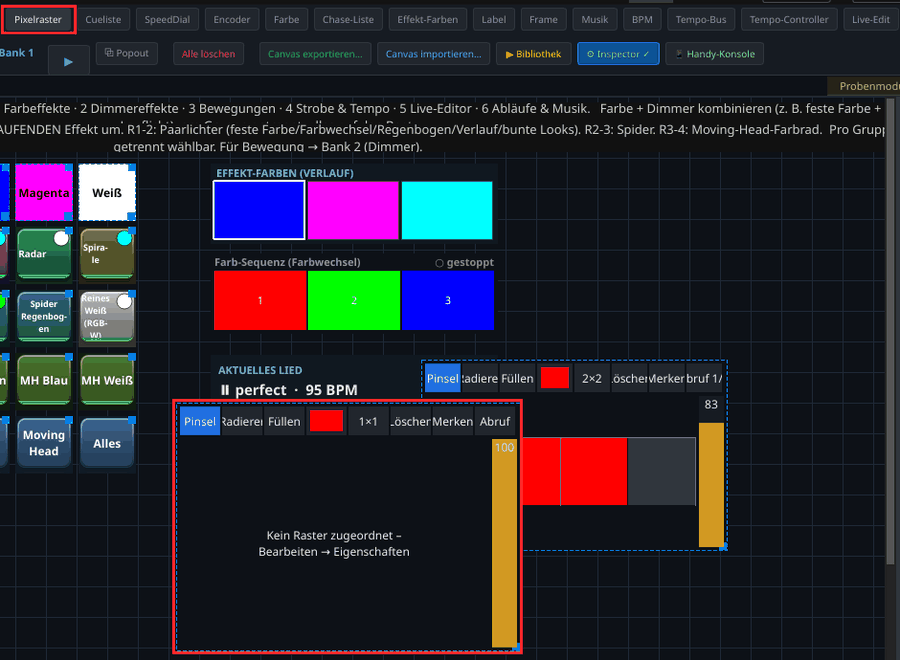 Pixelraster Cueliste SpeedDial Encoder Farbe Chase-Liste Effekt-Farben Label Frame Musik BPM Tempo-Bus Tempo-Controller Live-Edit
Bank 1 ▶ Popout Alle löschen Canvas exportieren... Canvas importieren... ▶ Bibliothek ⚙ Inspector ✓ Handy-Konsole
Probenmodu
Farbeffekte · 2 Dimmereffekte · 3 Bewegungen · 4 Strobe & Tempo · 5 Live-Editor · 6 Abläufe & Musik. Farbe + Dimmer kombinieren (z. B. feste Farbe +
AUFENDEN Effekt um. R1-2: Paarlichter (feste Farbe/Farbwechsel/Regenbogen/Verlauf/bunte Looks). R2-3: Spider. R3-4: Moving-Head-Farbrad. Pro Grupp
getrennt wählbar. Für Bewegung → Bank 2 (Dimmer).
Magenta Weiß
EFFEKT-FARBEN (VERLAUF)
Radar
Spira-
le
Farb-Sequenz (Farbwechsel) ○ gestoppt
1 2 3
Spider
Regenbog-
en
Reines
Weiß
(RGB-
W)
n MH Blau MH Weiß
AKTUELLES LIED
⏸ perfect · 95 BPM
Pinsel Radiere Füllen 2×2 Löschen Merken bruf 1/
83
Moving
Head
Alles
Pinsel Radieren Füllen 1×1 Löschen Merken Abruf
100
Kein Raster zugeordnet –
Bearbeiten → Eigenschaften